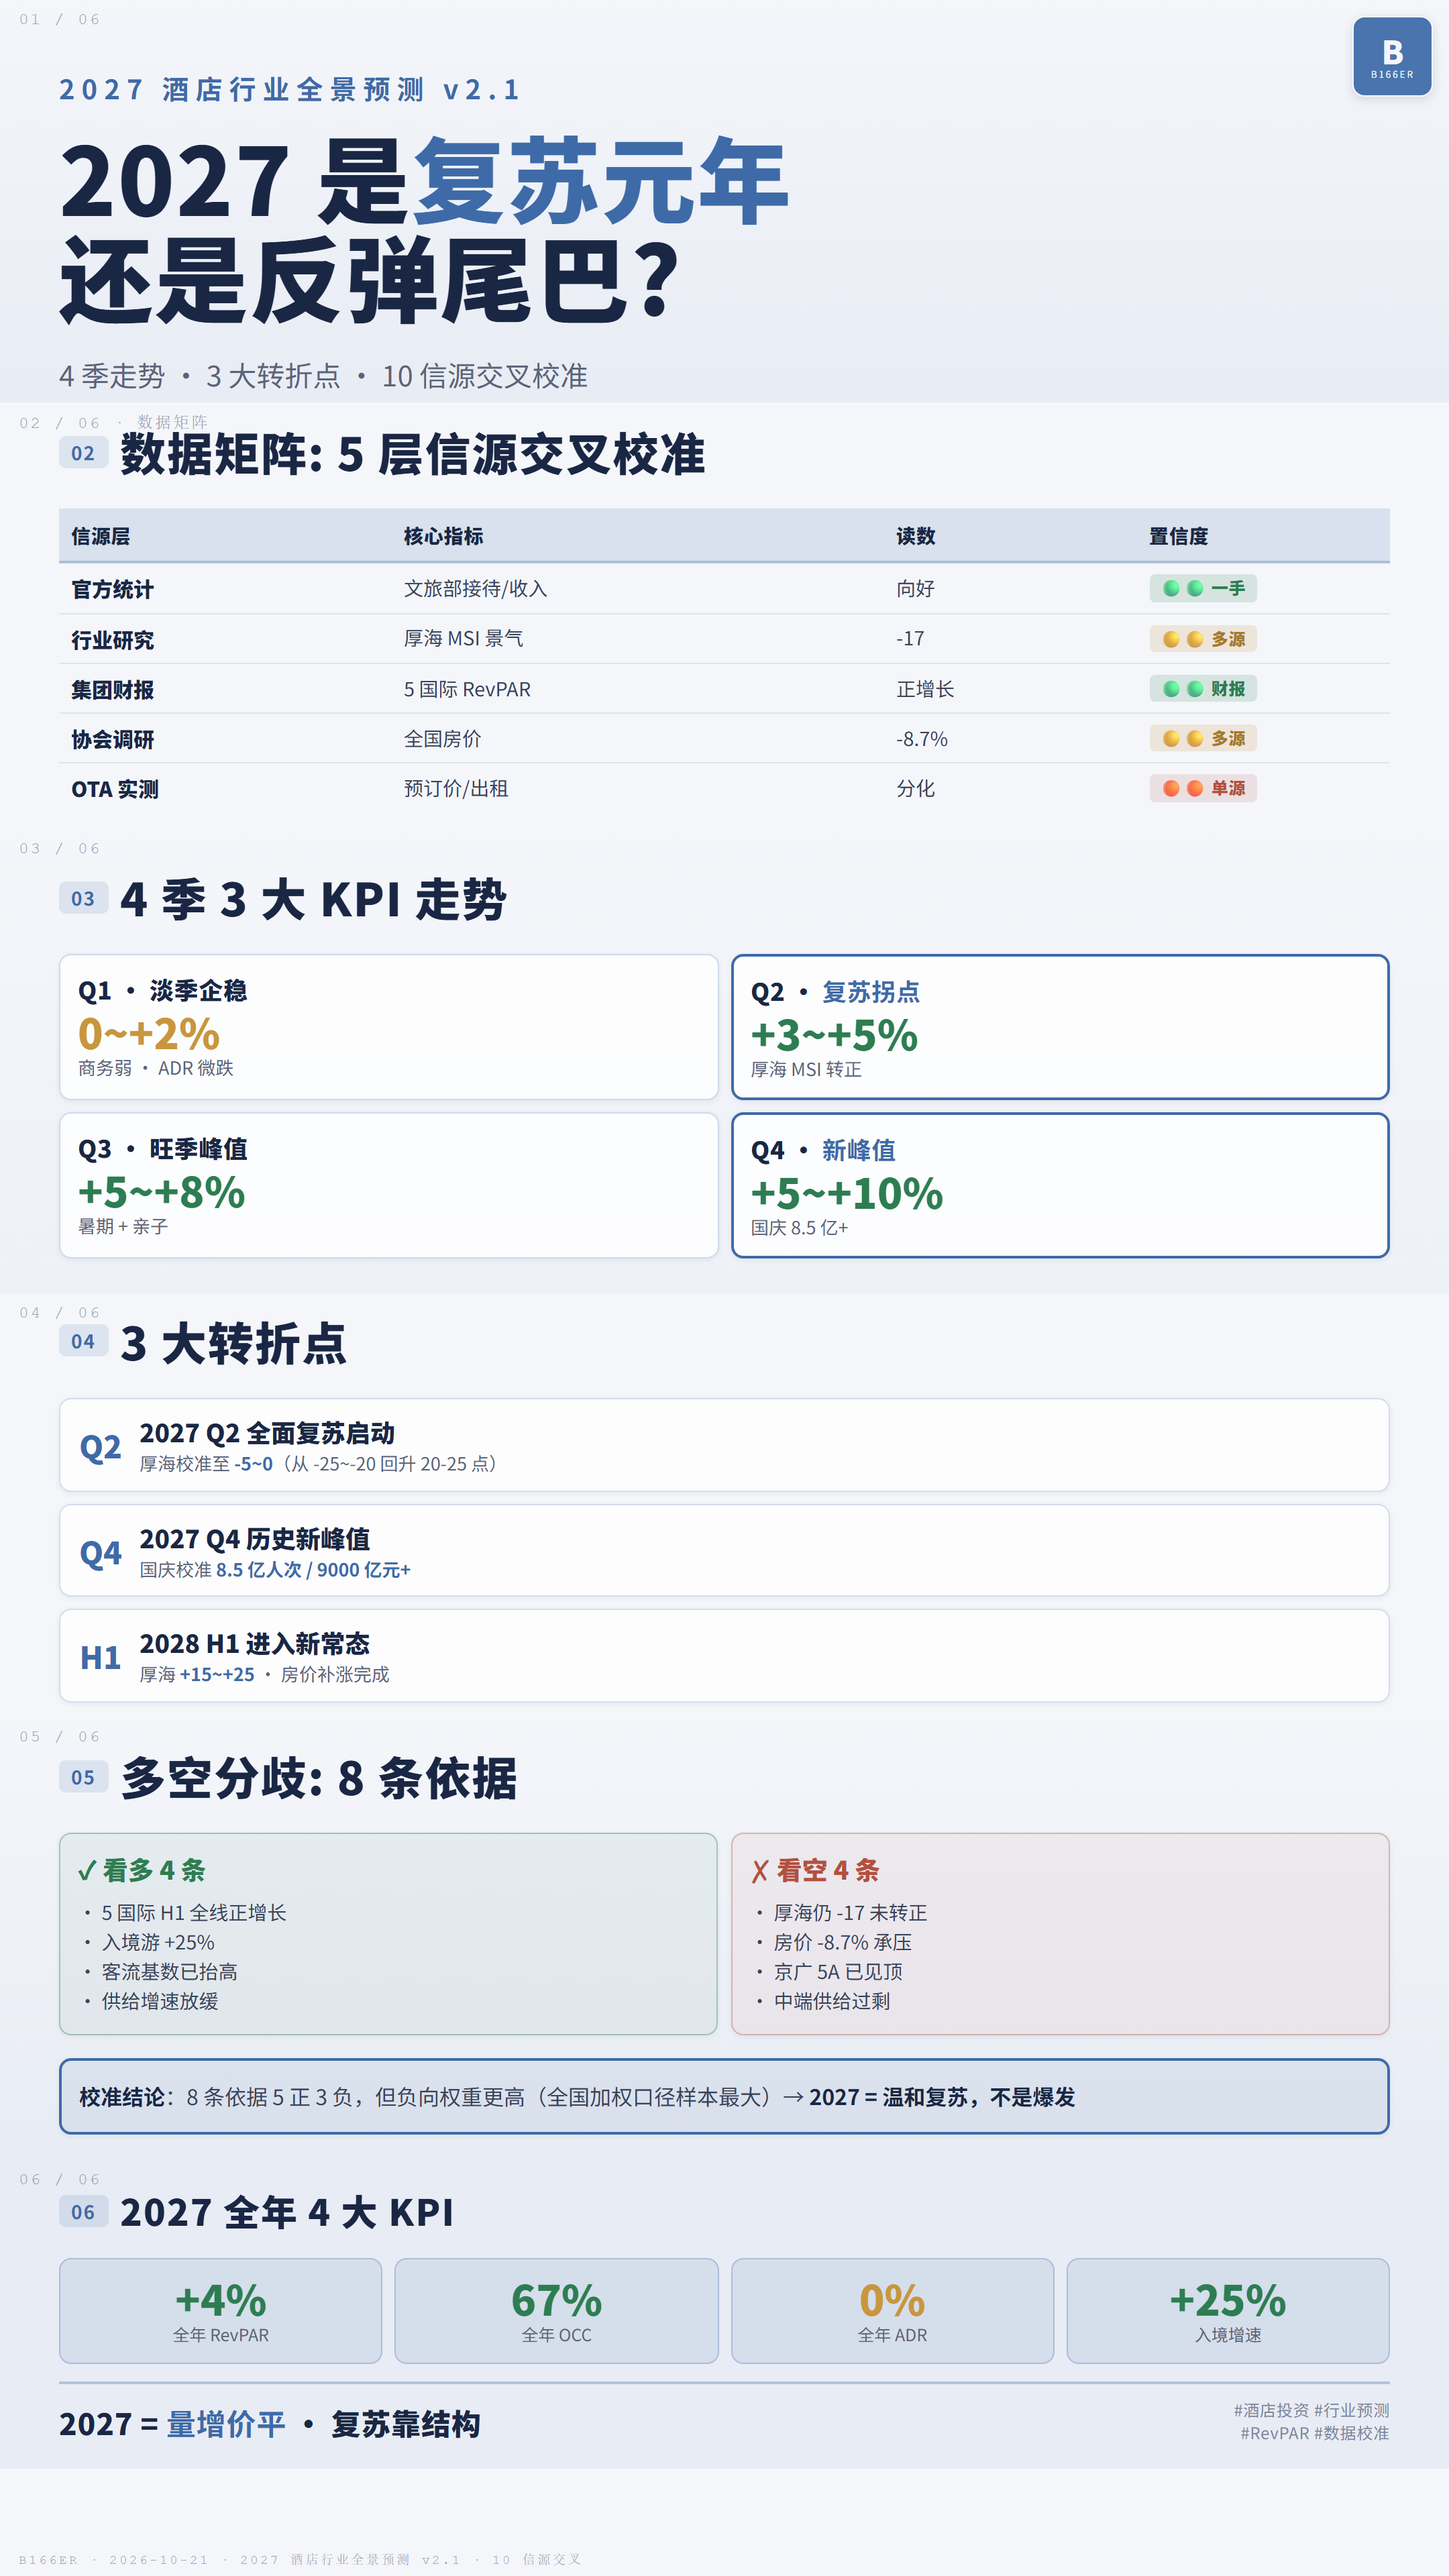 01 / 06
B
B166ER
2027 酒店行业全景预测 v2.1
2027 是复苏元年
还是反弹尾巴?
4 季走势 · 3 大转折点 · 10 信源交叉校准
02 / 06 · 数据矩阵
02 数据矩阵: 5 层信源交叉校准
信源层 核心指标 读数 置信度
官方统计 文旅部接待/收入 向好 一手
行业研究 厚海 MSI 景气 -17 多源
集团财报 5 国际 RevPAR 正增长 财报
协会调研 全国房价 -8.7% 多源
OTA 实测 预订价/出租 分化 单源
03 / 06
03 4 季 3 大 KPI 走势
Q1 · 淡季企稳
0~+2%
商务弱 · ADR 微跌
Q2 · 复苏拐点
+3~+5%
厚海 MSI 转正
Q3 · 旺季峰值
+5~+8%
暑期 + 亲子
Q4 · 新峰值
+5~+10%
国庆 8.5 亿+
04 / 06
04 3 大转折点
Q2
2027 Q2 全面复苏启动
厚海校准至 -5~0（从 -25~-20 回升 20-25 点）
Q4
2027 Q4 历史新峰值
国庆校准 8.5 亿人次 / 9000 亿元+
H1
2028 H1 进入新常态
厚海 +15~+25 · 房价补涨完成
05 / 06
05 多空分歧: 8 条依据
✓ 看多 4 条
· 5 国际 H1 全线正增长
· 入境游 +25%
· 客流基数已抬高
· 供给增速放缓
✗ 看空 4 条
· 厚海仍 -17 未转正
· 房价 -8.7% 承压
· 京广 5A 已见顶
· 中端供给过剩
校准结论：8 条依据 5 正 3 负，但负向权重更高（全国加权口径样本最大）→ 2027 = 温和复苏，不是爆发
06 / 06
06 2027 全年 4 大 KPI
+4%
全年 RevPAR
67%
全年 OCC
0%
全年 ADR
+25%
入境增速
2027 = 量增价平 · 复苏靠结构
#酒店投资 #行业预测
#RevPAR #数据校准
B166ER · 2026-10-21 · 2027 酒店行业全景预测 v2.1 · 10 信源交叉